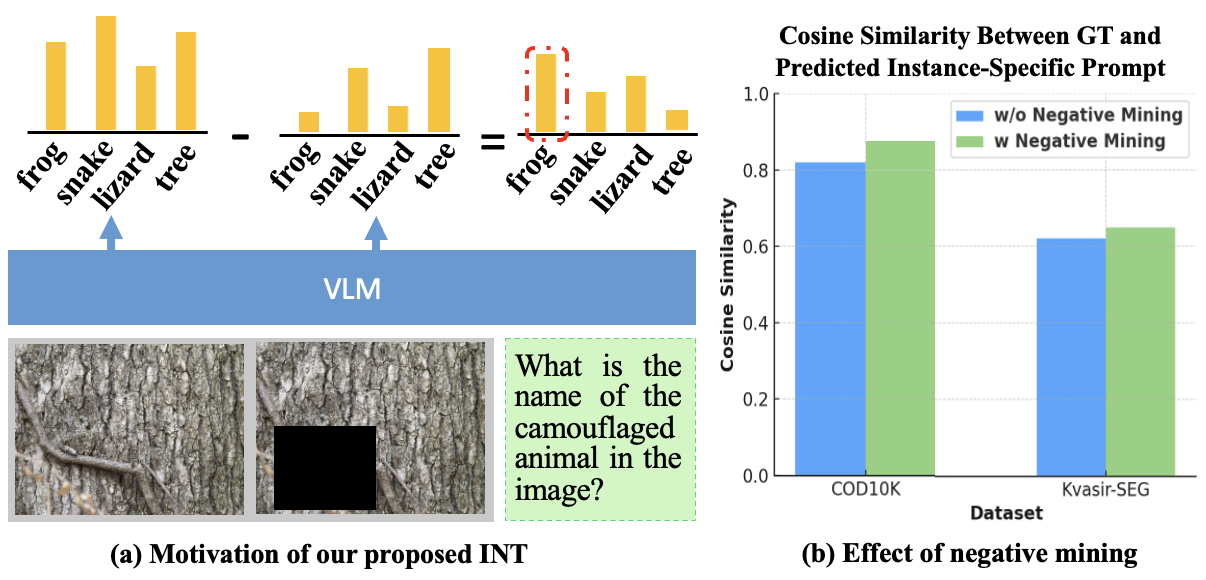 frog
snake
lizard
tree
-
frog
snake
lizard
tree
=
frog
snake
lizard
tree
VLM
What is the
name of the
camouflaged
animal in the
image?
(a) Motivation of our proposed INT
Cosine Similarity Between GT and
Predicted Instance-Specific Prompt
w/o Negative Mining
w Negative Mining
Cosine Similarity
1.0
0.8
0.6
0.4
0.2
0.0
COD10K
Kvasir-SEG
Dataset
(b) Effect of negative mining